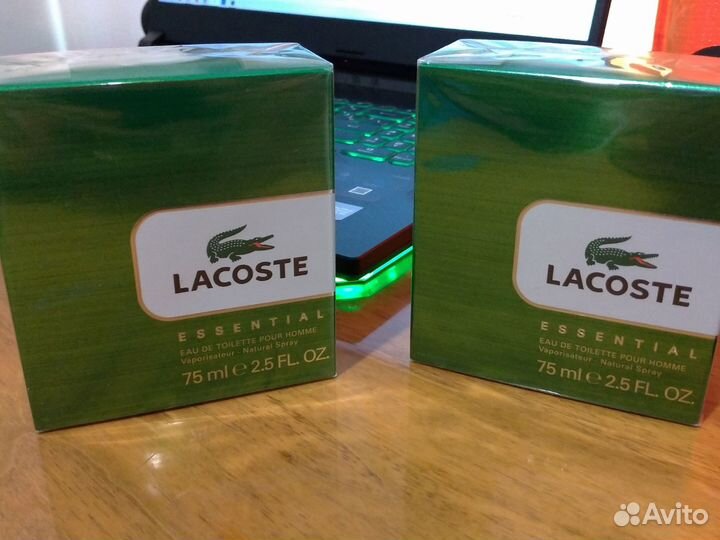 LACOSTE
ESSENTIAL
EAU DE TOILETTE POUR HOMME
Vaporisateur - Natural Spray
75 ml e 2.5 FL. OZ.
LACOSTE
ESSENTIAL
EAU DE TOILETTE POUR HOMME
Vaporisateur - Natural Spray
75 ml e 2.5 FL. OZ.
Avito